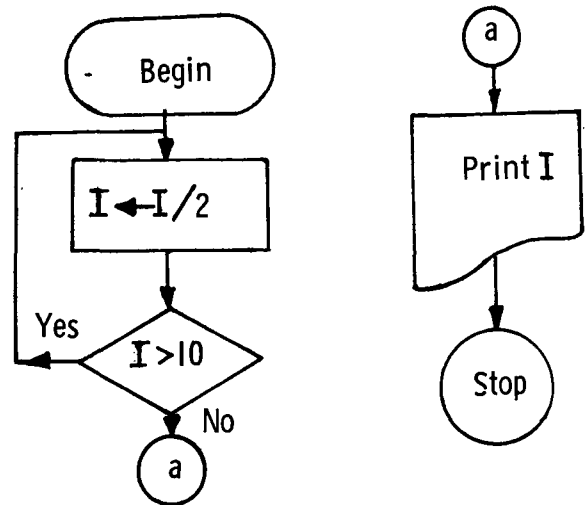 Begin
I←I/2
Yes
I>10
No
a
a
Print I
Stop